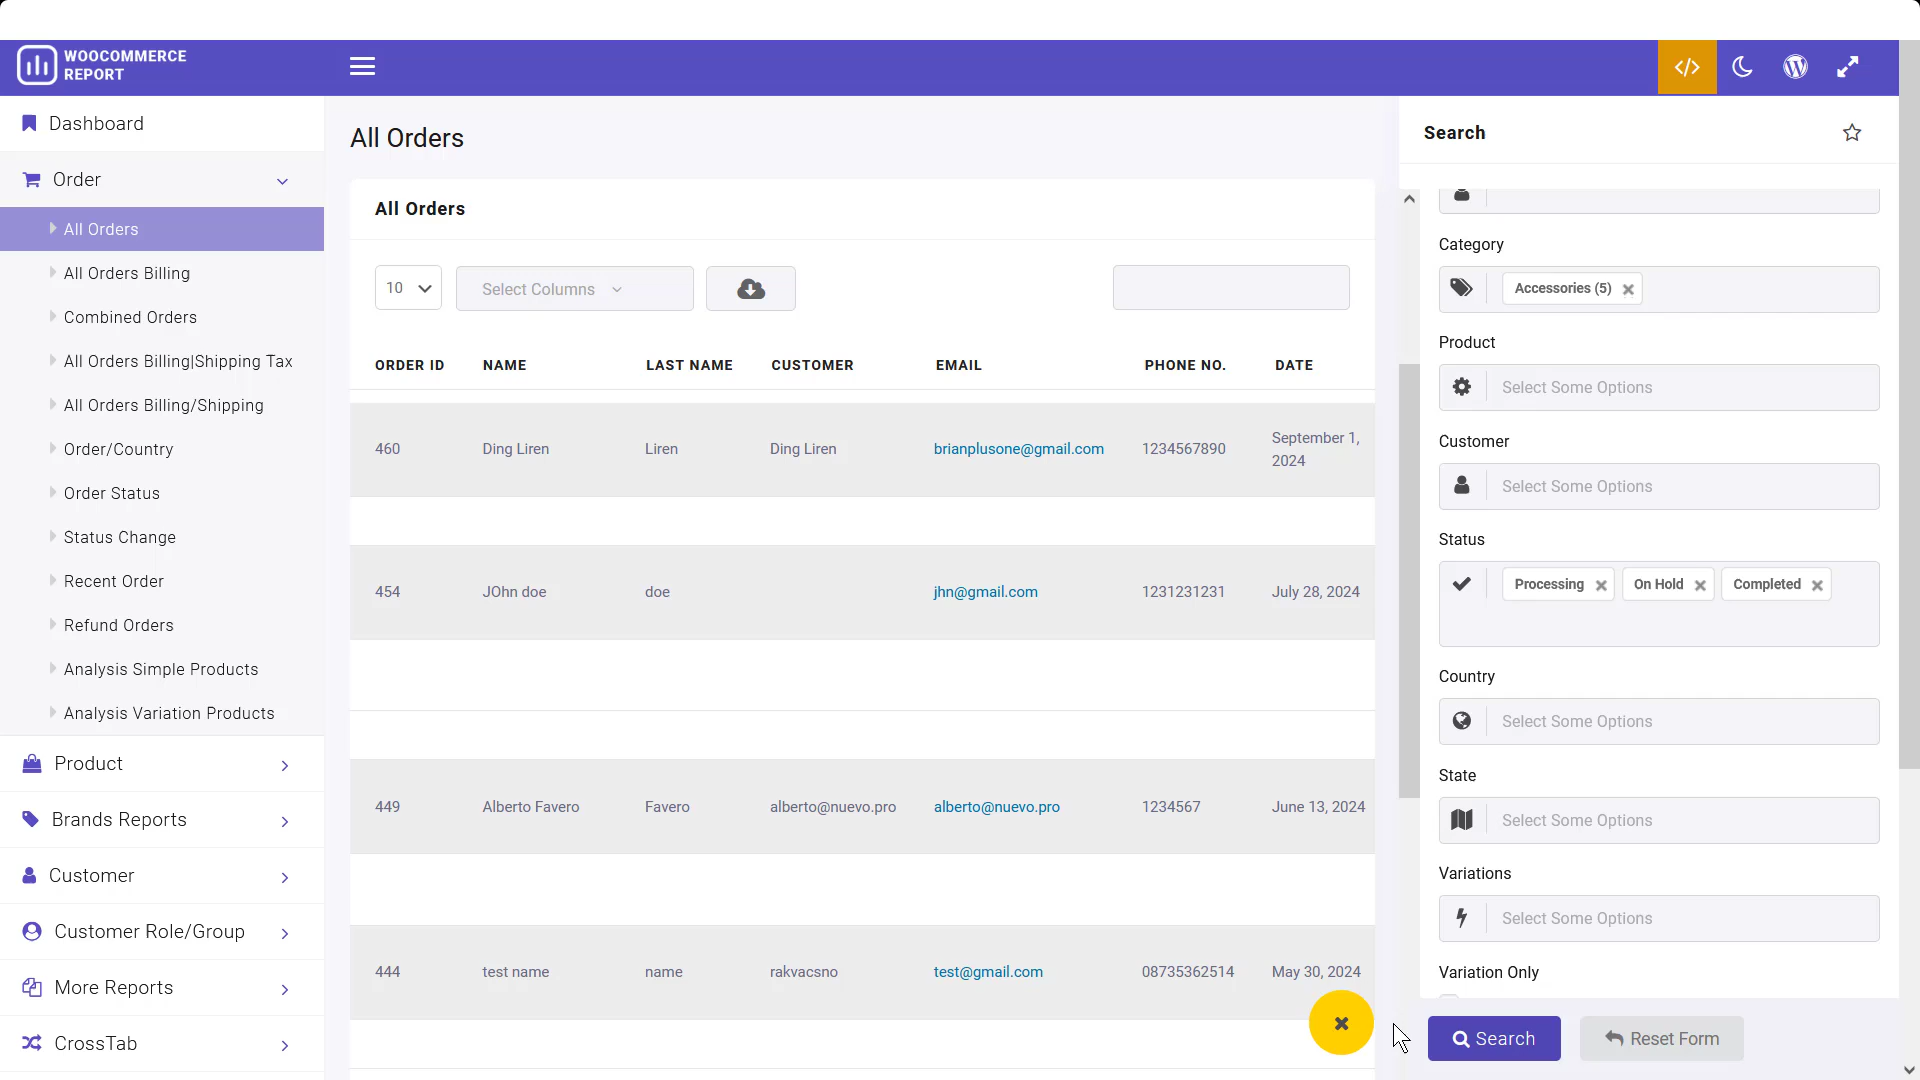 WOOCOMMERCE
REPORT
Dashboard
Order
All Orders
All Orders Billing
Combined Orders
All Orders Billing|Shipping Tax
All Orders Billing/Shipping
Order/Country
Order Status
Status Change
Recent Order
Refund Orders
Analysis Simple Products
Analysis Variation Products
Product
Brands Reports
Customer
Customer Role/Group
More Reports
CrossTab
All Orders
All Orders
10 Select Columns
ORDER ID NAME LAST NAME CUSTOMER EMAIL PHONE NO. DATE
460 Ding Liren Liren Ding Liren brianplusone@gmail.com 1234567890 September 1,
2024
454 JOhn doe doe jhn@gmail.com 1231231231 July 28, 2024
449 Alberto Favero Favero alberto@nuevo.pro alberto@nuevo.pro 1234567 June 13, 2024
444 test name name rakvacsno test@gmail.com 08735362514 May 30, 2024
Search
Category
Accessories (5)
Product
Select Some Options
Customer
Select Some Options
Status
Processing On Hold Completed
Country
Select Some Options
State
Select Some Options
Variations
Select Some Options
Variation Only
Search Reset Form